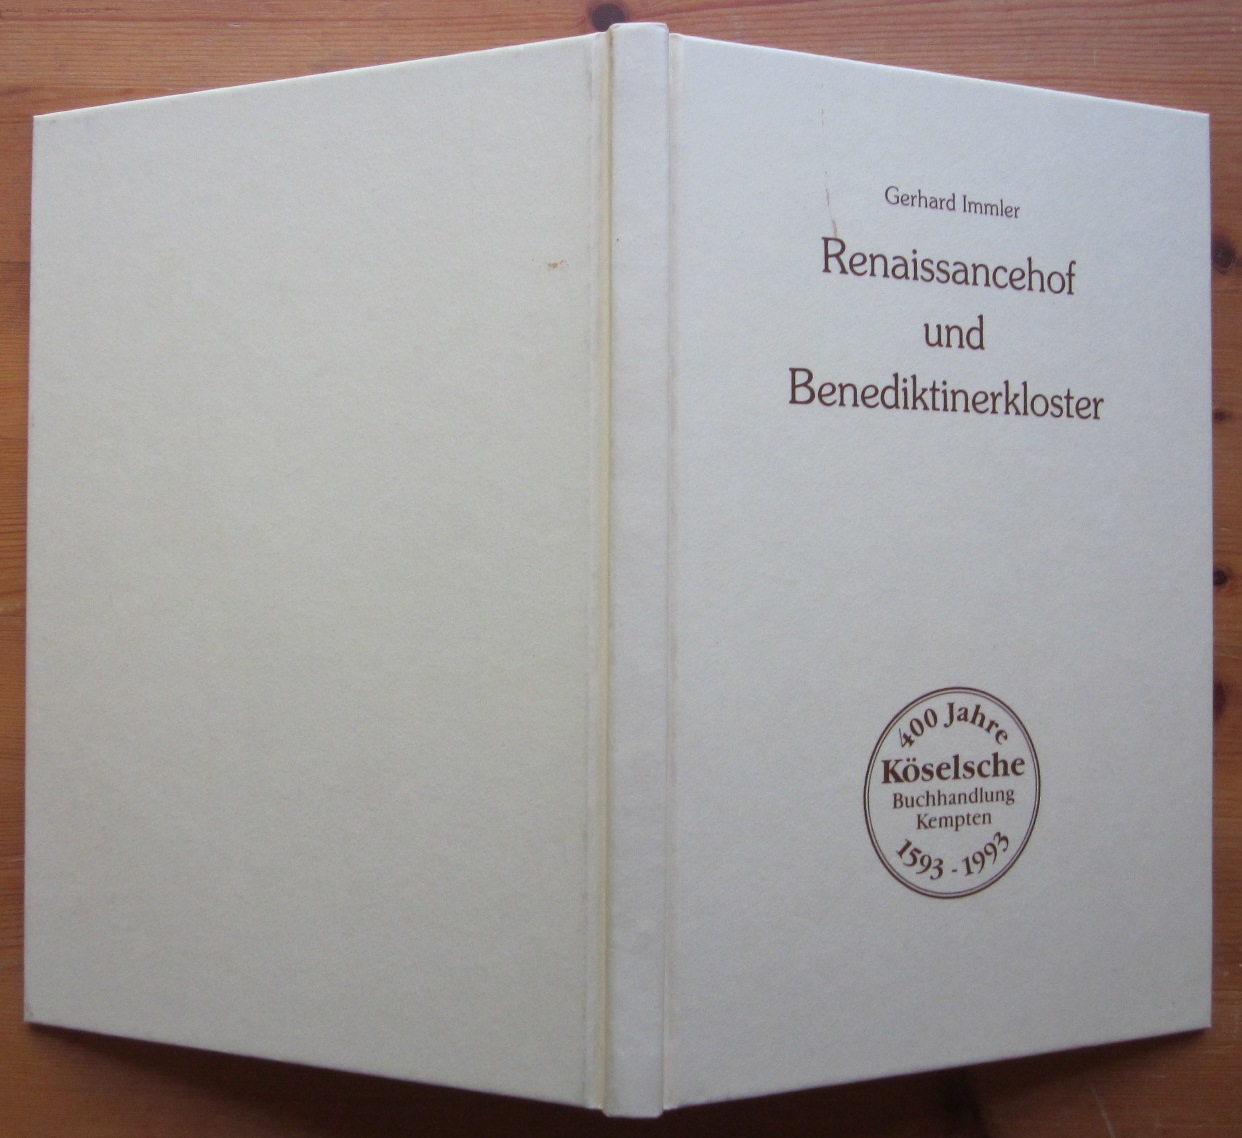 Gerhard Immler
Renaissancehof
und
Benediktinerkloster
400 Jahre
Köselsche
Buchhandlung
Kempten
1593 - 1993